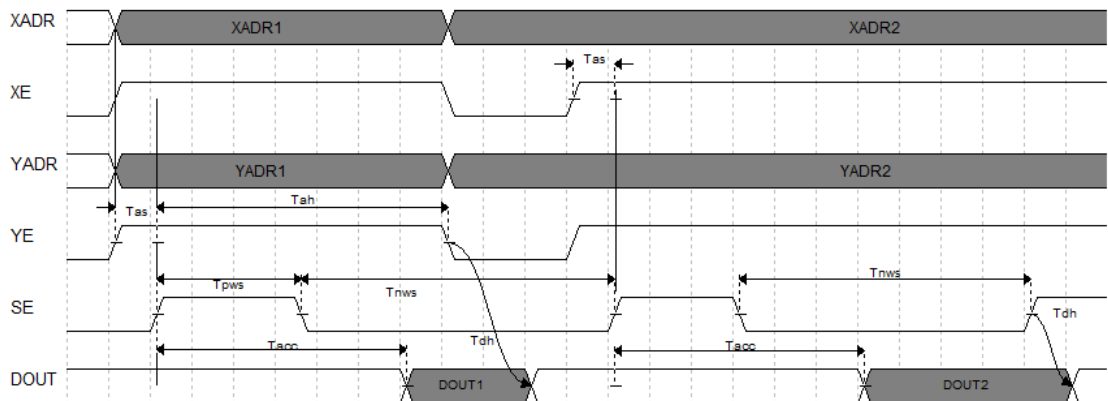 XADR XADR1 XADR2
Tas
XE
YADR YADR1 YADR2
Tas Tah
YE
Tpws Tnws Tnws
SE
Tacc Tdh Tacc Tdh
DOUT DOUT1 DOUT2